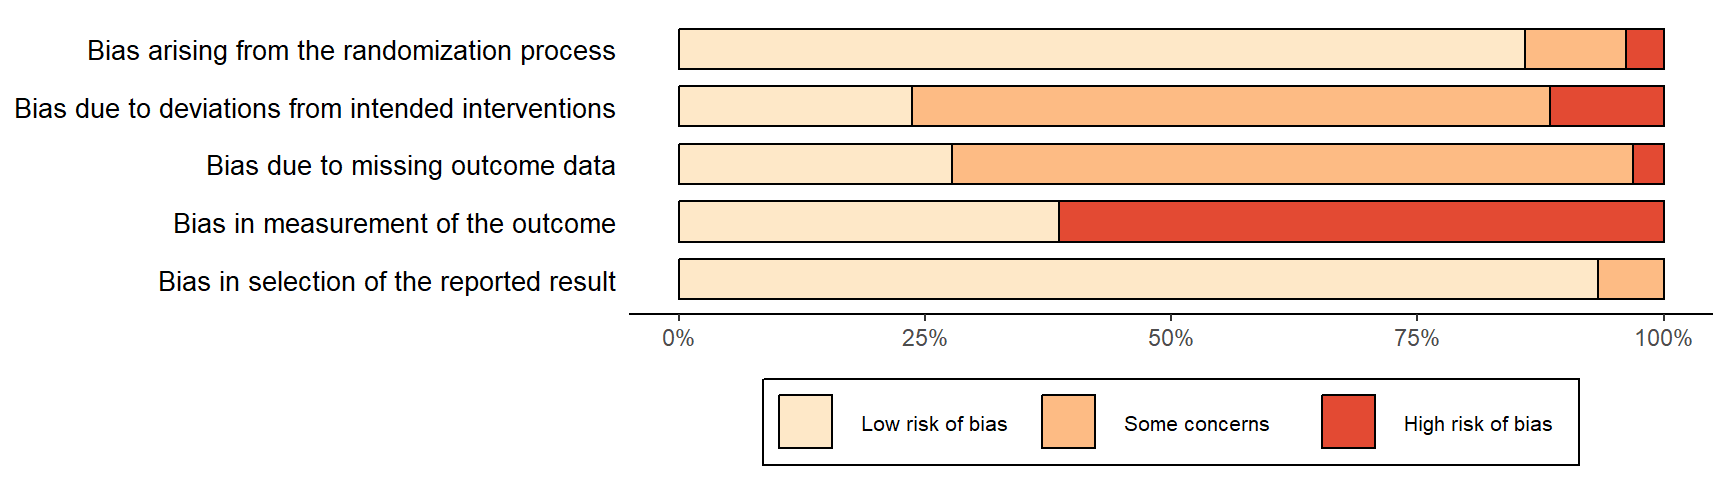 Bias arising from the randomization process
Bias due to deviations from intended interventions
Bias due to missing outcome data
Bias in measurement of the outcome
Bias in selection of the reported result
0% 25% 50% 75% 100%
Low risk of bias Some concerns High risk of bias